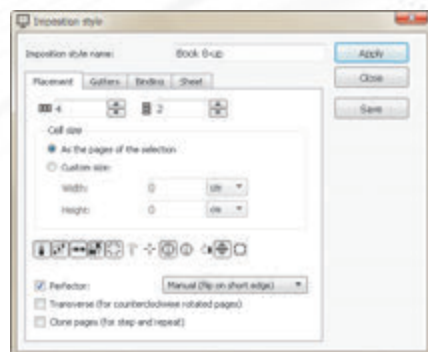 Imposition style
Imposition style name: Book 8-up Apply
Placement Gutters Binding Sheet Close
4 2 Save
Cell size
As the pages of the selection
Custom size:
Width: 0 cm
Height: 0 cm
Perfector: Manual (flip on short edge)
Transverse (for counterclockwise rotated pages)
Clone pages (for step and repeat)